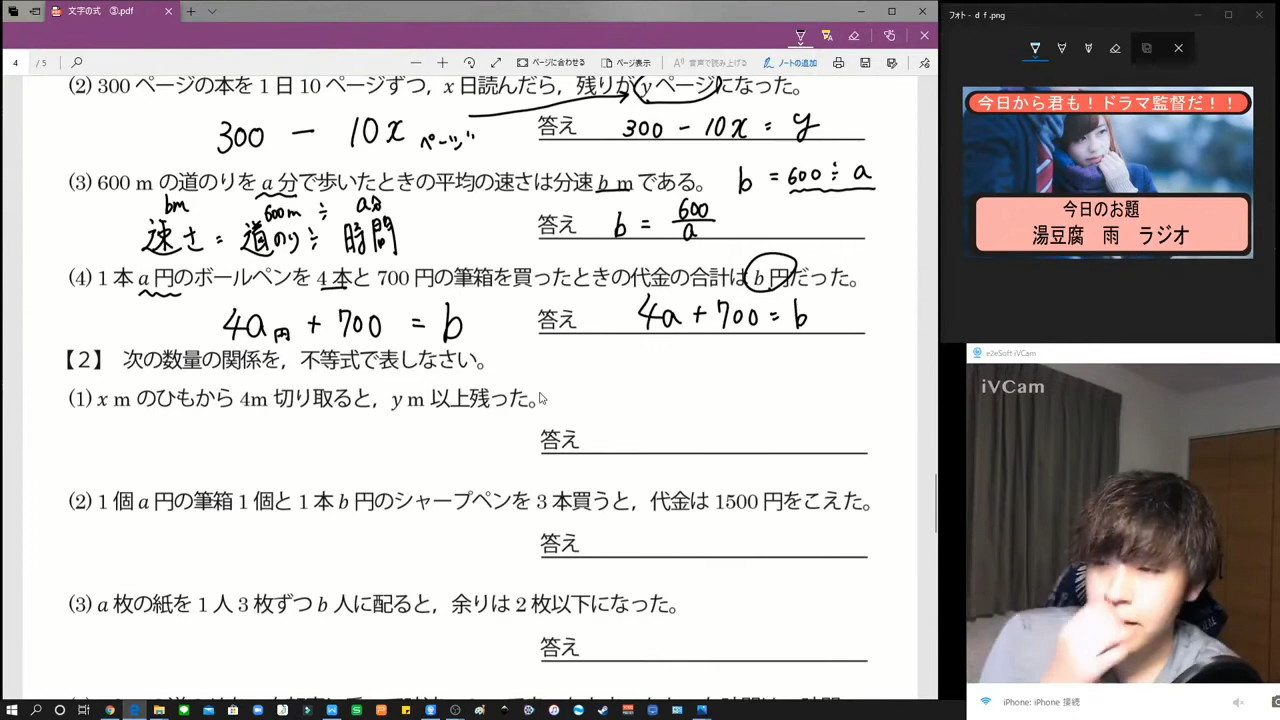 文字の式 ③.pdf
4 / 5
ページに合わせる
ページ表示
音声で読み上げる
ノートの追加
(2) 300 ページの本を 1 日 10 ページずつ，x 日読んだら，残りが y ページになった。
300 - 10x ページ
答え 300 - 10x = y
(3) 600 m の道のりを a 分で歩いたときの平均の速さは分速 b m である。
b = 600 ÷ a
bm 600m ÷ a分
速さ = 道のり ÷ 時間
答え b = 600/a
(4) 1 本 a 円のボールペンを 4 本と 700 円の筆箱を買ったときの代金の合計は b 円だった。
4a円 + 700 = b
答え 4a + 700 = b
【2】 次の数量の関係を，不等式で表しなさい。
(1) x m のひもから 4m 切り取ると，y m 以上残った。
答え
(2) 1 個 a 円の筆箱 1 個と 1 本 b 円のシャープペンを 3 本買うと，代金は 1500 円をこえた。
答え
(3) a 枚の紙を 1 人 3 枚ずつ b 人に配ると，余りは 2 枚以下になった。
答え
フォト - d f .png
今日から君も！ドラマ監督だ！！
今日のお題
湯豆腐 雨 ラジオ
e2eSoft iVCam
iVCam
iPhone: iPhone 接続